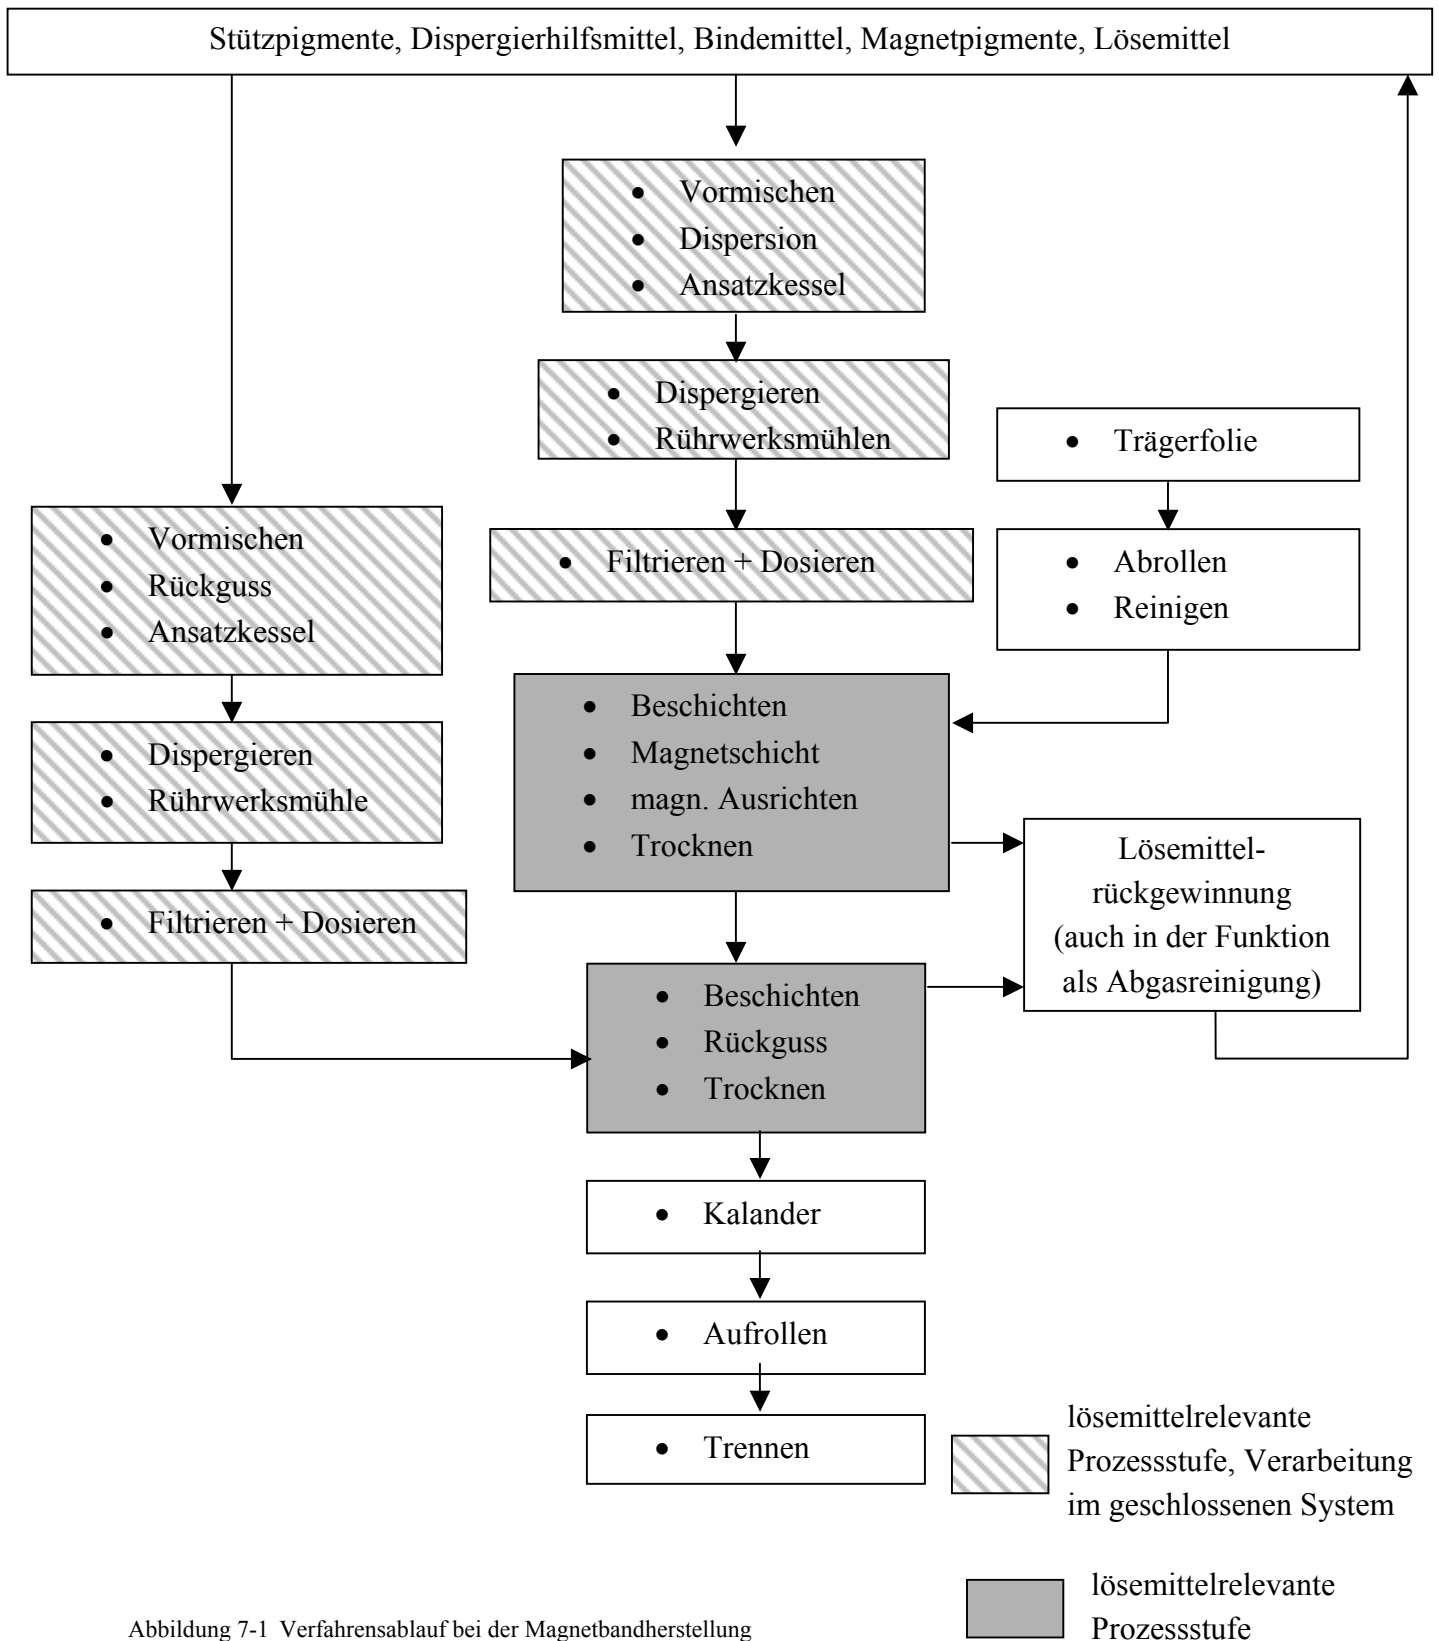 Stützpigmente, Dispergierhilfsmittel, Bindemittel, Magnetpigmente, Lösemittel
• Vormischen
• Dispersion
• Ansatzkessel
• Dispergieren
• Rührwerksmühlen
• Trägerfolie
• Vormischen
• Rückguss
• Ansatzkessel
• Filtrieren + Dosieren
• Abrollen
• Reinigen
• Beschichten
• Magnetschicht
• magn. Ausrichten
• Trocknen
• Dispergieren
• Rührwerksmühle
• Filtrieren + Dosieren
Lösemittel-
rückgewinnung
(auch in der Funktion
als Abgasreinigung)
• Beschichten
• Rückguss
• Trocknen
• Kalander
• Aufrollen
• Trennen
lösemittelrelevante
Prozessstufe, Verarbeitung
im geschlossenen System
lösemittelrelevante
Prozessstufe
Abbildung 7-1 Verfahrensablauf bei der Magnetbandherstellung